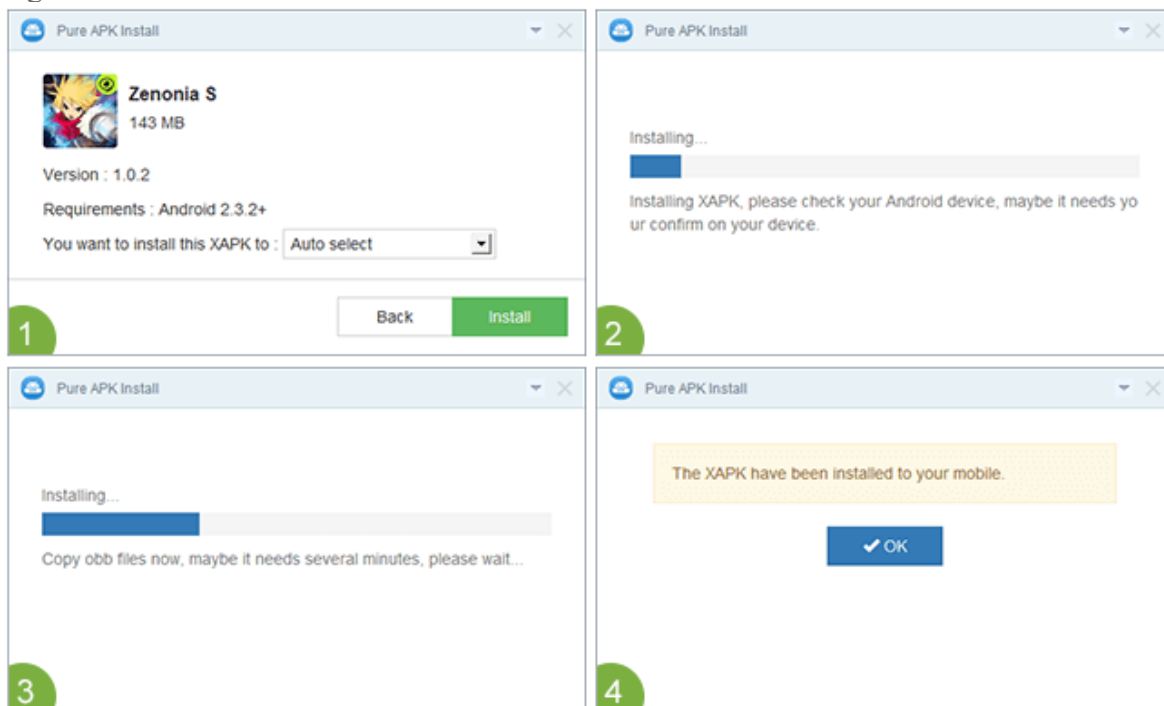 Pure APK Install
Zenonia S
143 MB
Version : 1.0.2
Requirements : Android 2.3.2+
You want to install this XAPK to : Auto select
Back Install
1
Pure APK Install
Installing...
Installing XAPK, please check your Android device, maybe it needs yo
ur confirm on your device.
2
Pure APK Install
Installing...
Copy obb files now, maybe it needs several minutes, please wait...
3
Pure APK Install
The XAPK have been installed to your mobile.
OK
4